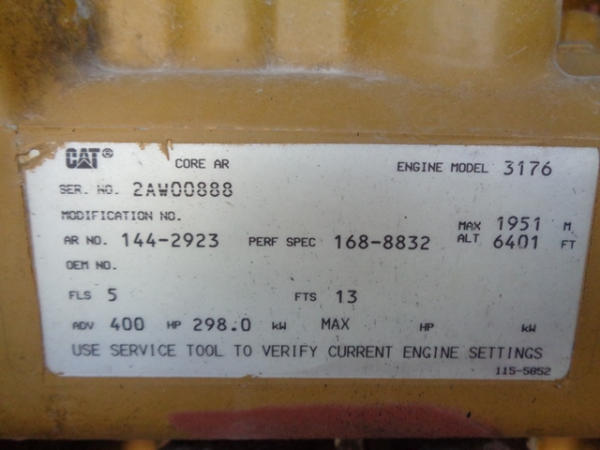 CAT® CORE AR ENGINE MODEL 3176
SER. NO. 2AW00888
MODIFICATION NO.
AR NO. 144-2923 PERF SPEC 168-8832 MAX ALT 1951 M 6401 FT
OEM NO.
FLS 5 FTS 13
ADV 400 HP 298.0 kW MAX HP kW
USE SERVICE TOOL TO VERIFY CURRENT ENGINE SETTINGS
115-5852